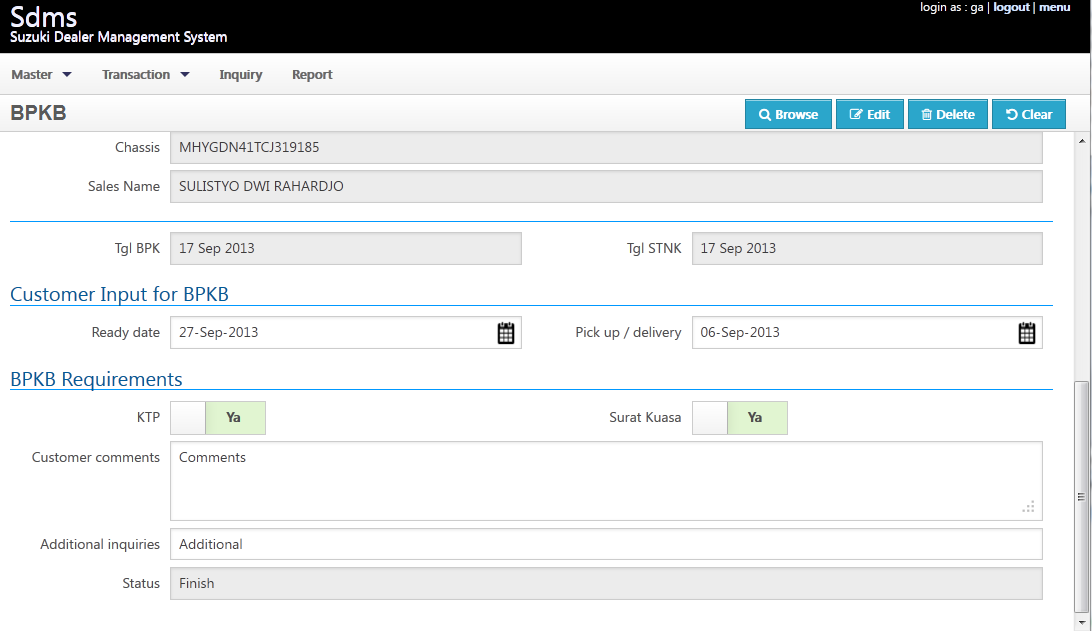 Sdms
login as : ga | logout | menu
Suzuki Dealer Management System
Master Transaction Inquiry Report
BPKB Browse Edit Delete Clear
Chassis MHYGDN41TCJ319185
Sales Name SULISTYO DWI RAHARDJO
Tgl BPK 17 Sep 2013 Tgl STNK 17 Sep 2013
Customer Input for BPKB
Ready date 27-Sep-2013 Pick up / delivery 06-Sep-2013
BPKB Requirements
KTP Ya Surat Kuasa Ya
Customer comments Comments
Additional inquiries Additional
Status Finish